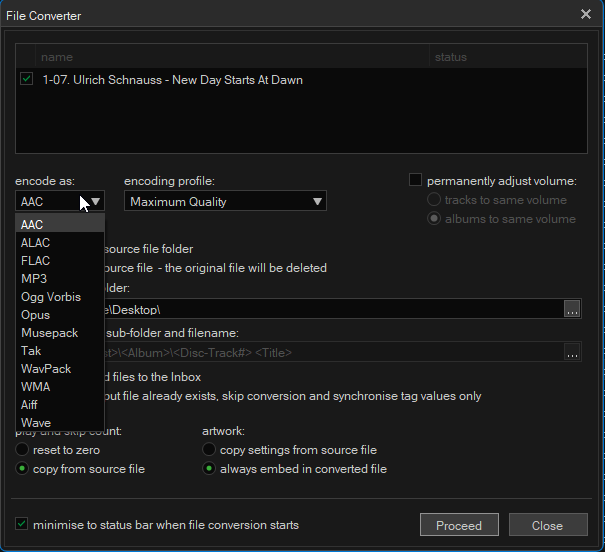 File Converter
name status
1-07. Ulrich Schnauss - New Day Starts At Dawn
encode as: encoding profile: permanently adjust volume:
AAC Maximum Quality tracks to same volume
albums to same volume
AAC
ALAC
FLAC
MP3
Ogg Vorbis
Opus
Musepack
Tak
WavPack
WMA
Aiff
Wave
source file folder
source file - the original file will be deleted
\Desktop\
...
sub-folder and filename:
\<Album>\<Disc-Track#> <Title>
...
files to the Inbox
file already exists, skip conversion and synchronise tag values only
play and skip count: artwork:
reset to zero copy settings from source file
copy from source file always embed in converted file
minimise to status bar when file conversion starts Proceed Close